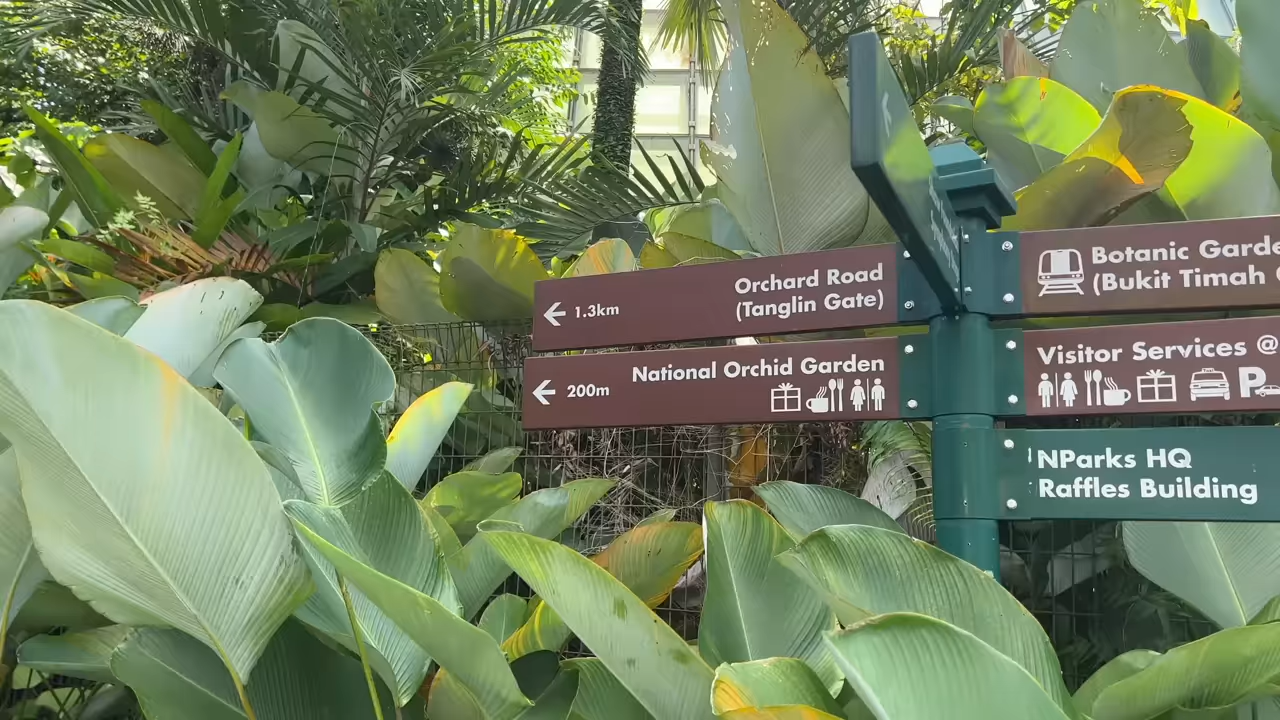 Orchard Road
1.3km
(Tanglin Gate)
National Orchid Garden
200m
Botanic Garde
(Bukit Timah
Visitor Services @
P
NParks HQ
Raffles Building